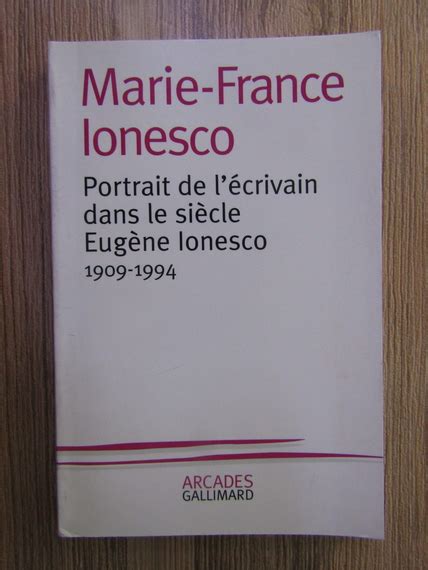 Marie-France
Ionesco
Portrait de l'écrivain
dans le siècle
Eugène Ionesco
1909-1994
ARCADES
GALLIMARD